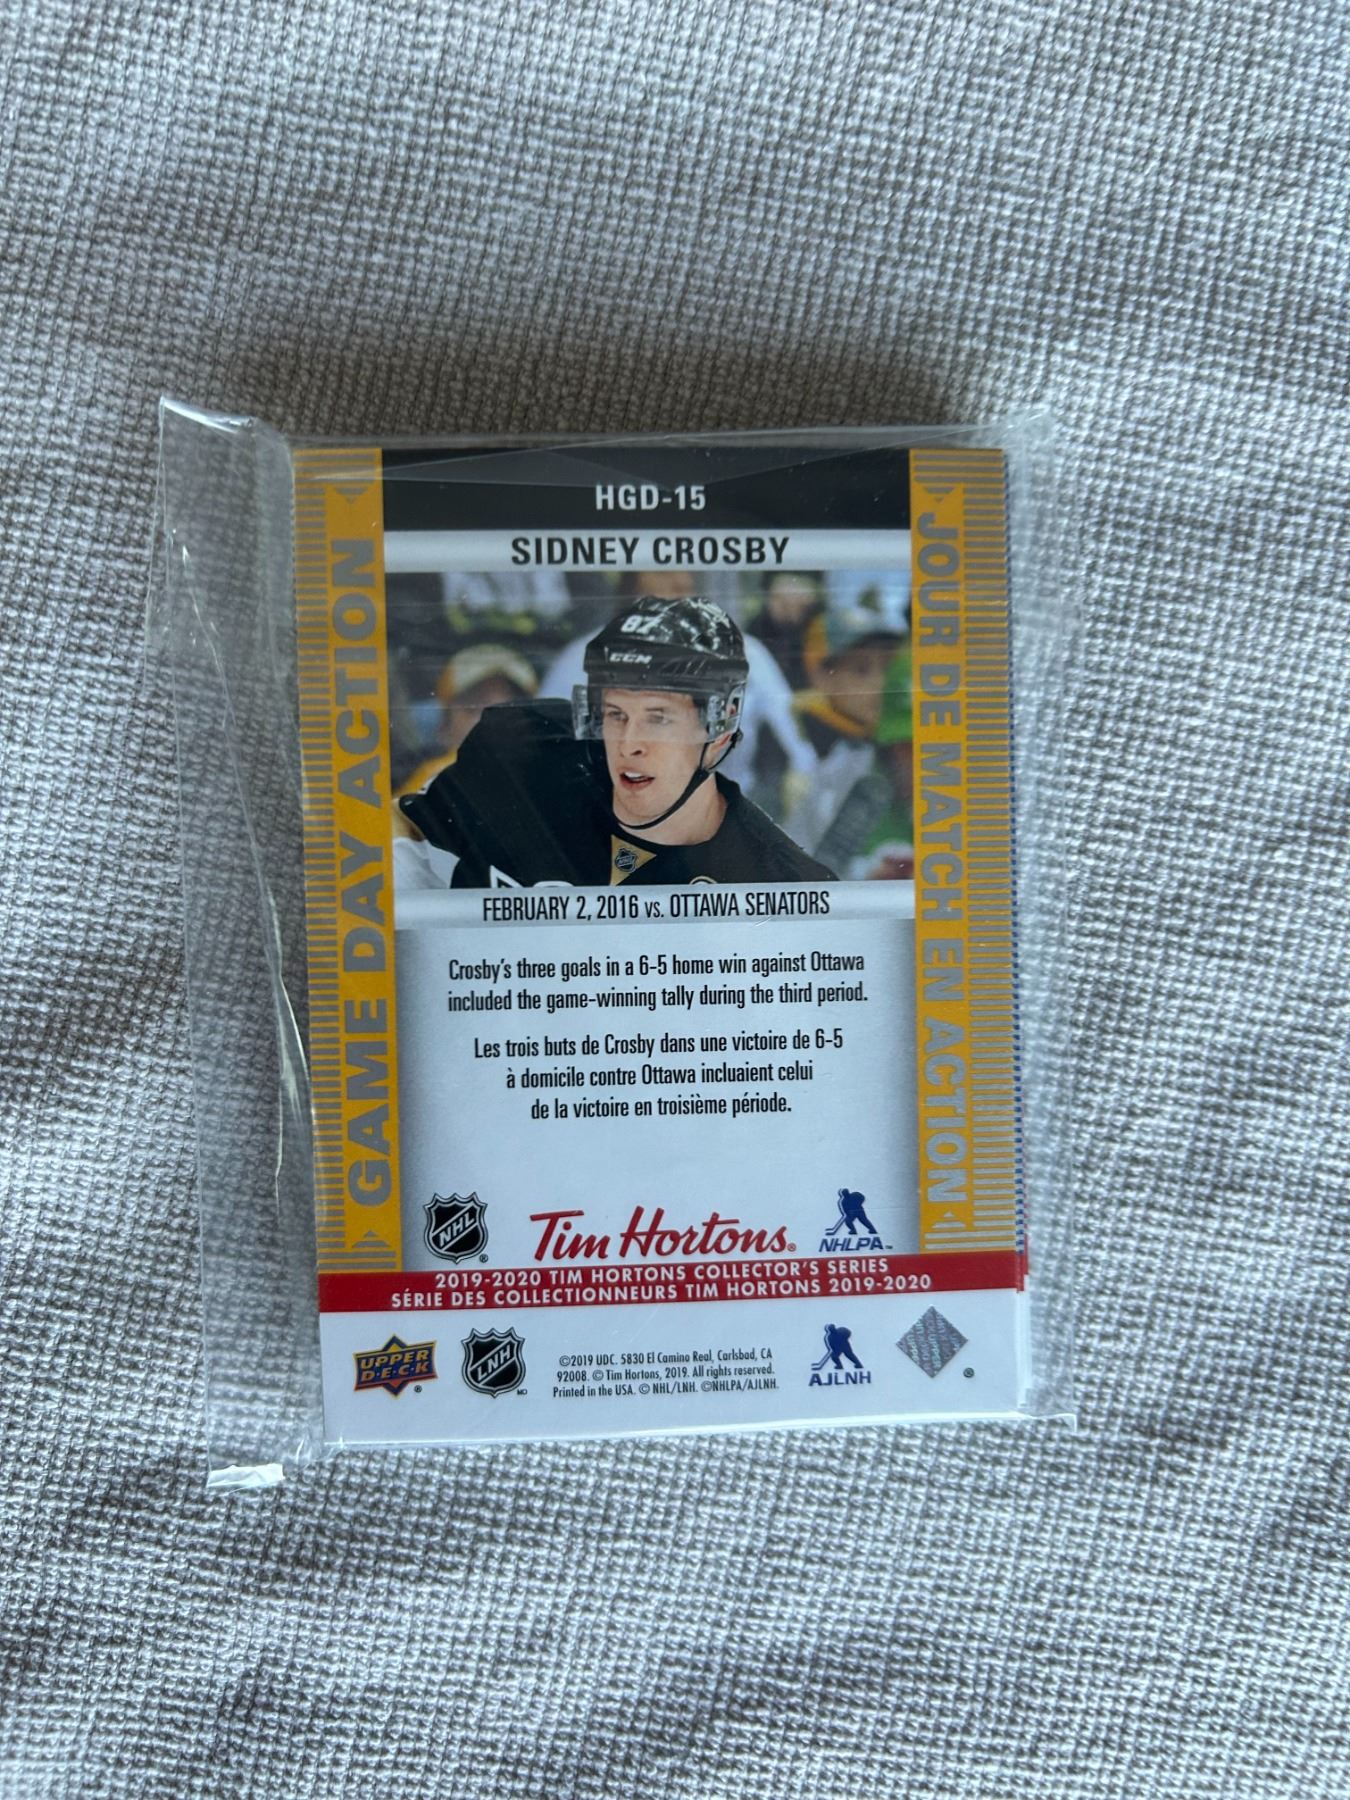 HGD-15
SIDNEY CROSBY
GAME DAY ACTION
JOUR DE MATCH EN ACTION
87
CCM
FEBRUARY 2, 2016 vs. OTTAWA SENATORS
Crosby's three goals in a 6-5 home win against Ottawa
included the game-winning tally during the third period.
Les trois buts de Crosby dans une victoire de 6-5
à domicile contre Ottawa incluaient celui
de la victoire en troisième période.
NHL ®
Tim Hortons®
NHLPA™
2019-2020 TIM HORTONS COLLECTOR'S SERIES
SÉRIE DES COLLECTIONNEURS TIM HORTONS 2019-2020
UPPER
D·E·C·K ®
LNH MD
©2019 UDC. 5830 El Camino Real, Carlsbad, CA
92008. © Tim Hortons, 2019. All rights reserved.
Printed in the USA. © NHL/LNH. ©NHLPA/AJLNH.
AJLNH
®